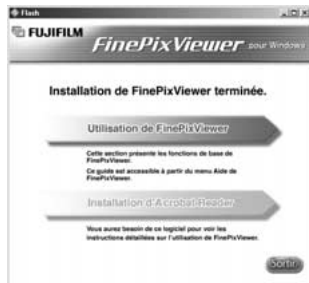 Flash
FUJIFILM
FinePixViewer pour Windows
Installation de FinePixViewer terminée.
Utilisation de FinePixViewer
Cette section présente les fonctions de base de
FinePixViewer.
Ce guide est accessible à partir du menu Aide de
FinePixViewer.
Installation d'Acrobat Reader
Vous aurez besoin de ce logiciel pour voir les
instructions détaillées sur l'utilisation de FinePixViewer.
Sortir